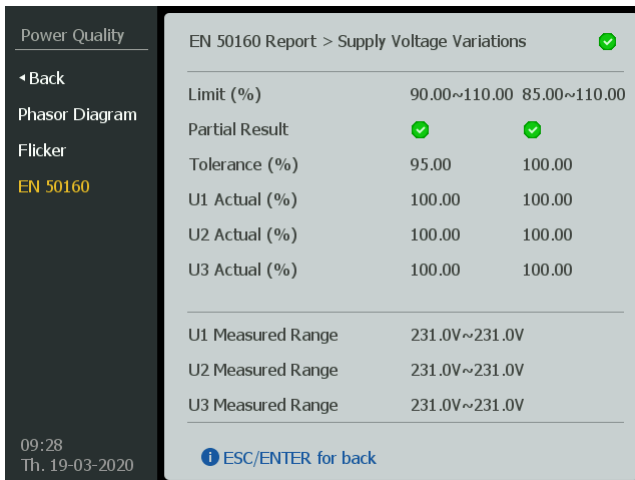 Power Quality
Back
Phasor Diagram
Flicker
EN 50160
09:28
Th. 19-03-2020
EN 50160 Report > Supply Voltage Variations
Limit (%) 90.00~110.00 85.00~110.00
Partial Result
Tolerance (%) 95.00 100.00
U1 Actual (%) 100.00 100.00
U2 Actual (%) 100.00 100.00
U3 Actual (%) 100.00 100.00
U1 Measured Range 231.0V~231.0V
U2 Measured Range 231.0V~231.0V
U3 Measured Range 231.0V~231.0V
ESC/ENTER for back